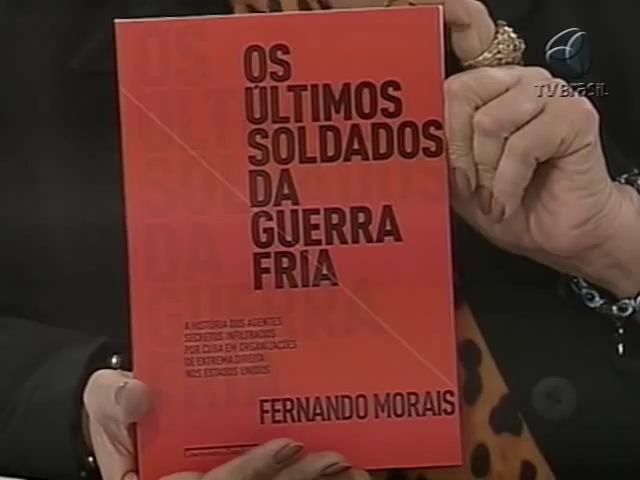 TV Brasil
OS
ÚLTIMOS
SOLDADOS
DA
GUERRA
FRIA
A HISTÓRIA DOS AGENTES
SECRETOS INFILTRADOS
POR CUBA EM ORGANIZAÇÕES
DE EXTREMA DIREITA
NOS ESTADOS UNIDOS
FERNANDO MORAIS